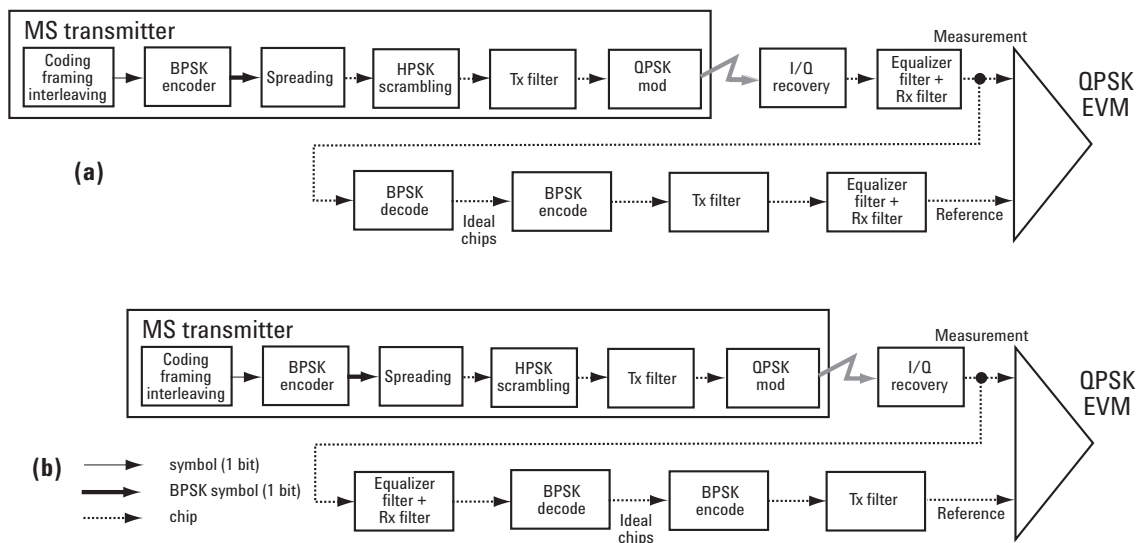 MS transmitter
Coding
framing
interleaving
BPSK
encoder
Spreading
HPSK
scrambling
Tx filter
QPSK
mod
I/Q
recovery
Equalizer
filter +
Rx filter
Measurement
QPSK
EVM
(a)
BPSK
decode
Ideal
chips
BPSK
encode
Tx filter
Equalizer
filter +
Rx filter
Reference
MS transmitter
Coding
framing
interleaving
BPSK
encoder
Spreading
HPSK
scrambling
Tx filter
QPSK
mod
I/Q
recovery
Measurement
QPSK
EVM
(b)
symbol (1 bit)
BPSK symbol (1 bit)
chip
Equalizer
filter +
Rx filter
BPSK
decode
Ideal
chips
BPSK
encode
Tx filter
Reference